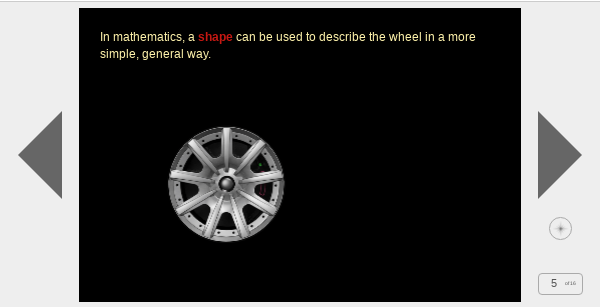 In mathematics, a shape can be used to describe the wheel in a more
simple, general way.
5 of 16